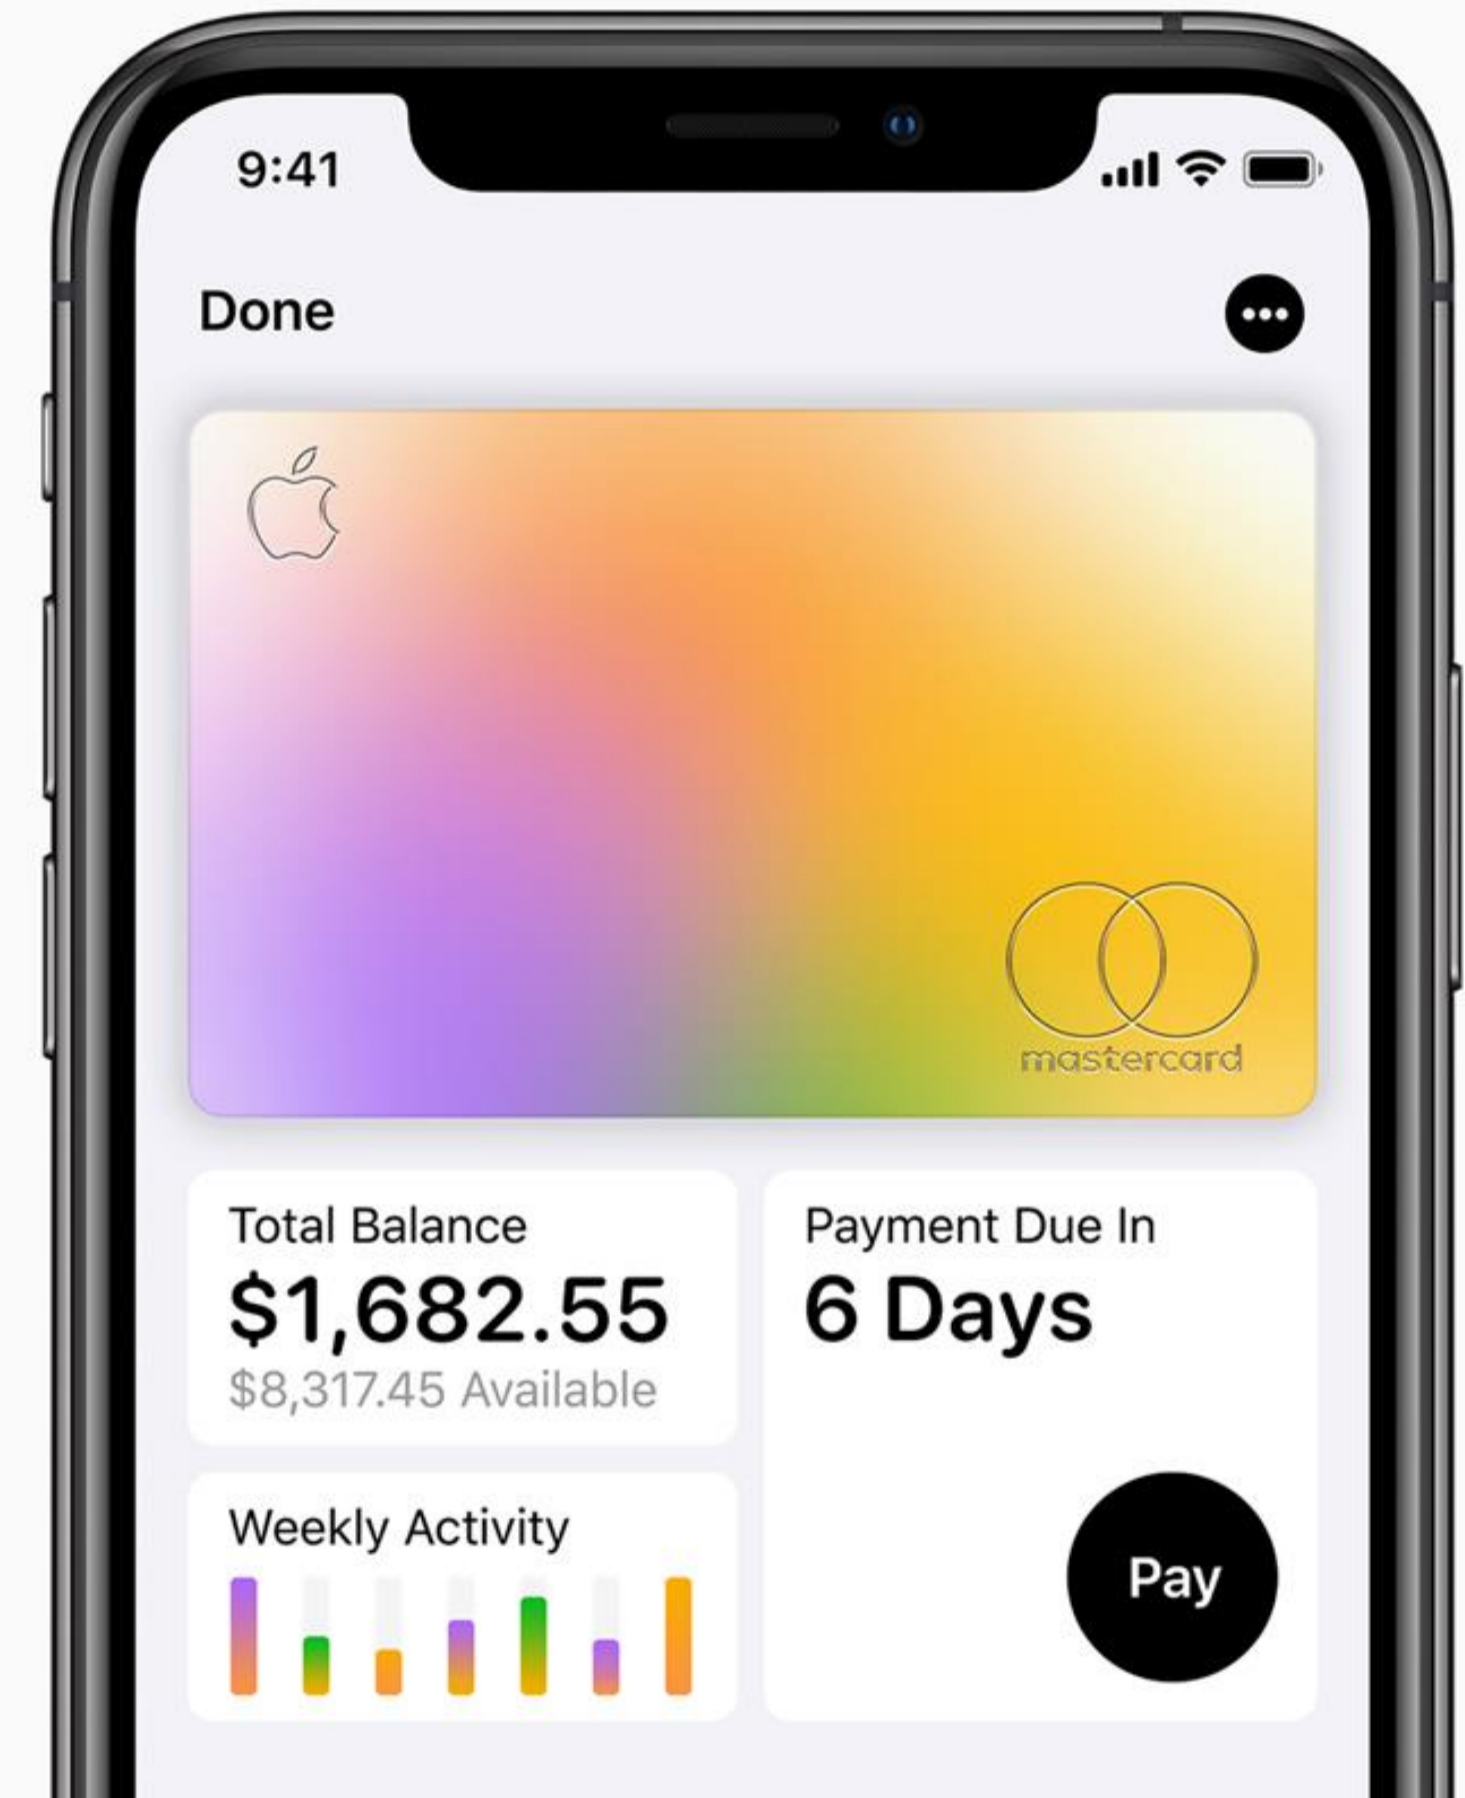 9:41
Done
mastercard
Total Balance
$1,682.55
$8,317.45 Available
Payment Due In
6 Days
Weekly Activity
Pay